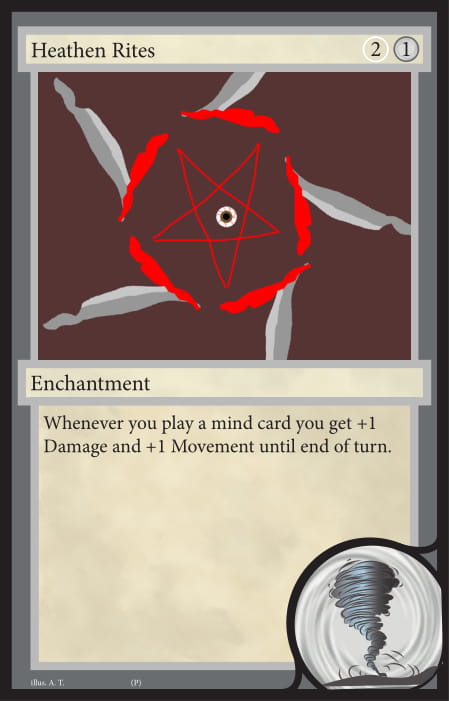 Heathen Rites 2 1
Enchantment
Whenever you play a mind card you get +1
Damage and +1 Movement until end of turn.
illus. A. T. (P)